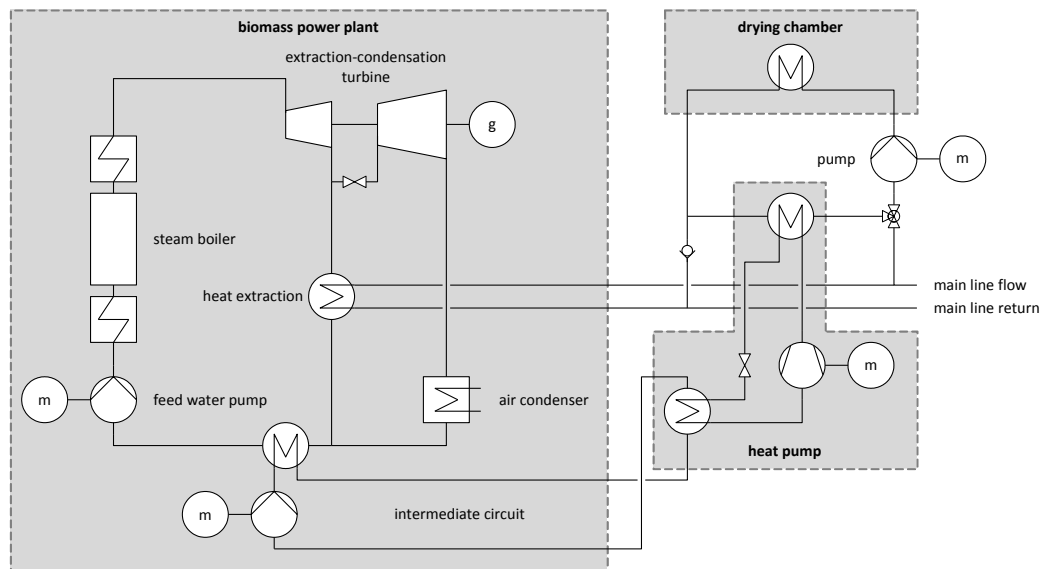 biomass power plant
extraction-condensation
turbine
g
steam boiler
heat extraction
m
feed water pump
air condenser
m
intermediate circuit
drying chamber
pump
m
main line flow
main line return
m
heat pump